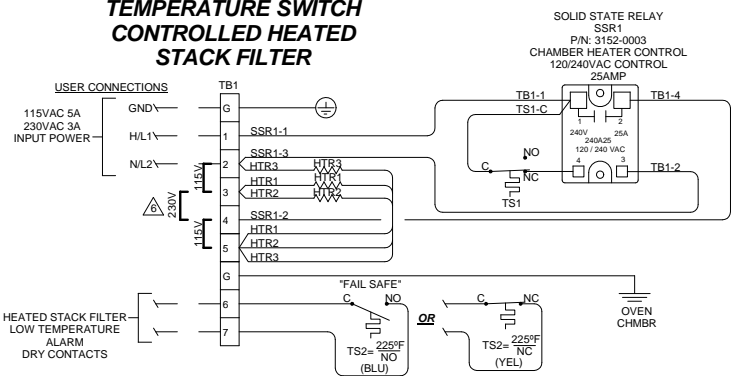 TEMPERATURE SWITCH
CONTROLLED HEATED
STACK FILTER
SOLID STATE RELAY
SSR1
P/N: 3152-0003
CHAMBER HEATER CONTROL
120/240VAC CONTROL
25AMP
USER CONNECTIONS
TB1
115VAC 5A
230VAC 3A
INPUT POWER
GND
H/L1
N/L2
G
1
2
3
4
5
G
6
7
115V
230V
115V
6
SSR1-1
SSR1-3
HTR3
HTR1
HTR2
SSR1-2
HTR1
HTR2
HTR3
HTR3
HTR1
HTR2
TB1-1
TS1-C
TB1-4
1
2
240V
25A
240A25
120 / 240 VAC
4
3
TB1-2
C
NO
NC
TS1
HEATED STACK FILTER
LOW TEMPERATURE
ALARM
DRY CONTACTS
"FAIL SAFE"
C
NO
TS2= 225ºF
NO
(BLU)
OR
C
NC
TS2= 225ºF
NC
(YEL)
OVEN
CHMBR